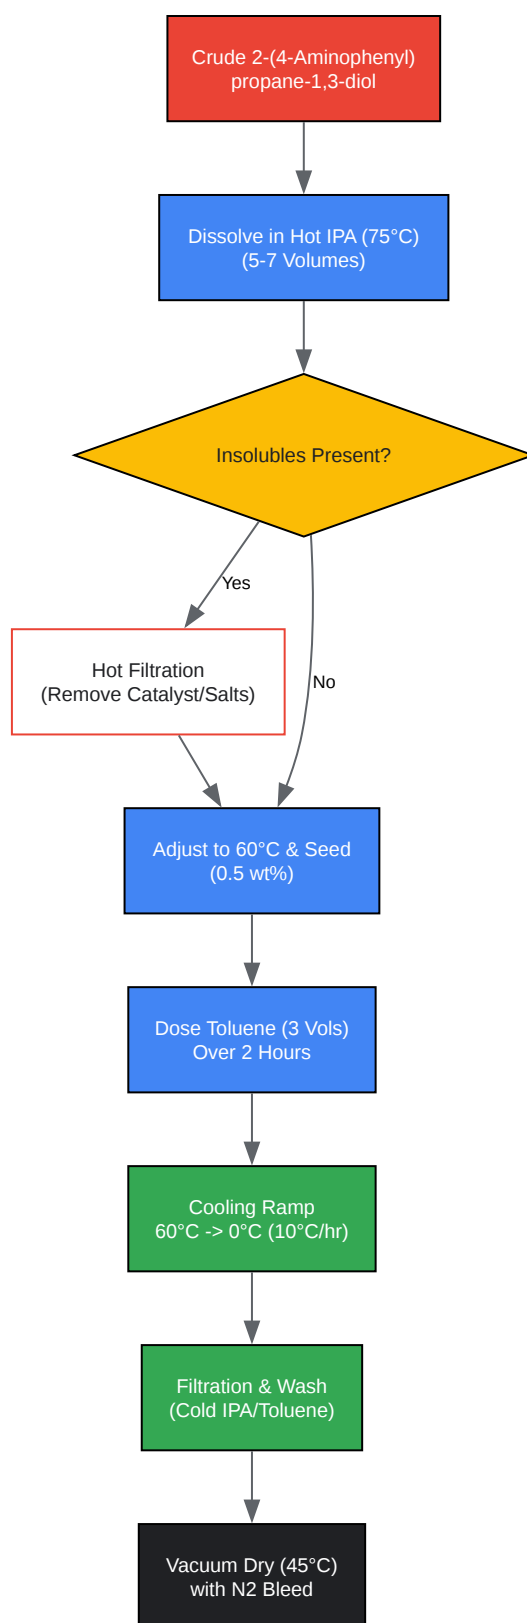 Crude 2-(4-Aminophenyl)
propane-1,3-diol
Dissolve in Hot IPA (75°C)
(5-7 Volumes)
Insolubles Present?
Yes
Hot Filtration
(Remove Catalyst/Salts)
No
Adjust to 60°C & Seed
(0.5 wt%)
Dose Toluene (3 Vols)
Over 2 Hours
Cooling Ramp
60°C -> 0°C (10°C/hr)
Filtration & Wash
(Cold IPA/Toluene)
Vacuum Dry (45°C)
with N2 Bleed